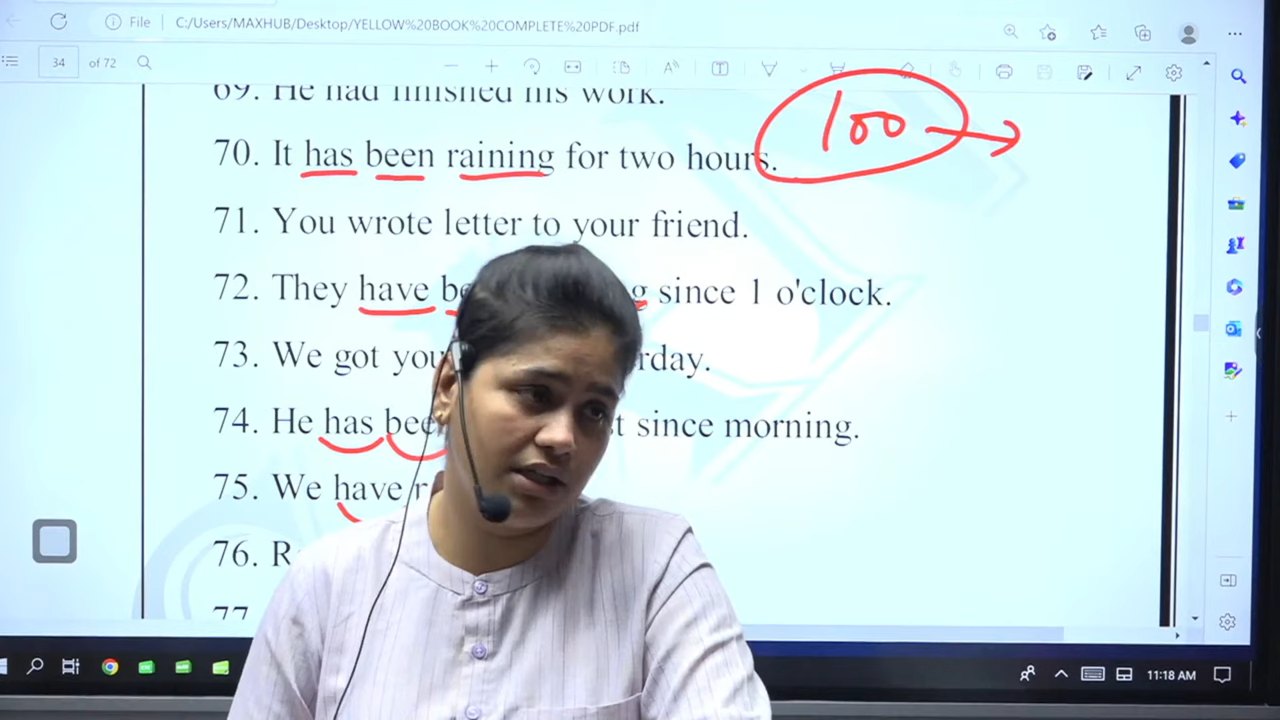 File C:/Users/MAXHUB/Desktop/YELLOW%20BOOK%20COMPLETE%20PDF.pdf
34 of 72
69. He had finished his work.
100
70. It has been raining for two hours.
71. You wrote letter to your friend.
72. They have since 1 o'clock.
73. We got
74. He has since morning.
75. We have
76.
77.
11:18 AM